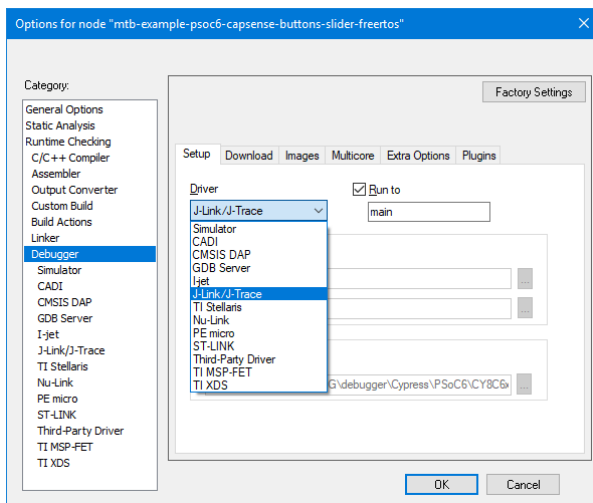 Options for node "mtb-example-psoc6-capsense-buttons-slider-freertos"
Category:
General Options
Static Analysis
Runtime Checking
C/C++ Compiler
Assembler
Output Converter
Custom Build
Build Actions
Linker
Debugger
Simulator
CADI
CMSIS DAP
GDB Server
I-jet
J-Link/J-Trace
TI Stellaris
Nu-Link
PE micro
ST-LINK
Third-Party Driver
TI MSP-FET
TI XDS
Factory Settings
Setup Download Images Multicore Extra Options Plugins
Driver
Run to
J-Link/J-Trace
main
Simulator
CADI
CMSIS DAP
GDB Server
I-jet
J-Link/J-Trace
TI Stellaris
Nu-Link
PE micro
ST-LINK
Third-Party Driver
TI MSP-FET
TI XDS
G\debugger\Cypress\PSoC6\CY8C6
OK Cancel